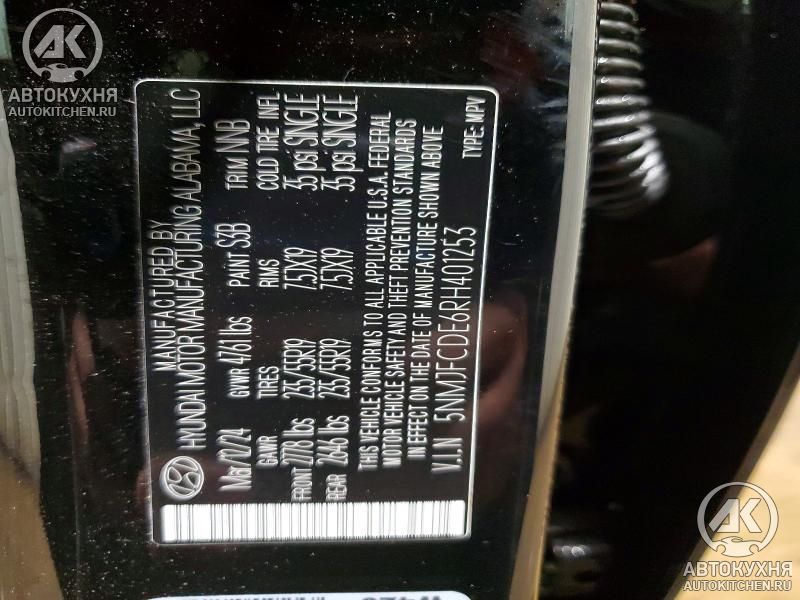 AK
АВТОКУХНЯ
AUTOKITCHEN.RU
MANUFACTURED BY
HYUNDAI MOTOR MANUFACTURING ALABAMA, LLC
Mar/12/24 GVWR 4761 lbs PAINT S3B TRIM NNB
GAWR TIRES RIMS COLD TIRE INFL
FRONT 2778 lbs 235/55R19 7.5JX19 35 psi SINGLE
REAR 2646 lbs 235/55R19 7.5JX19 35 psi SINGLE
THIS VEHICLE CONFORMS TO ALL APPLICABLE U.S.A. FEDERAL
MOTOR VEHICLE SAFETY AND THEFT PREVENTION STANDARDS
IN EFFECT ON THE DATE OF MANUFACTURE SHOWN ABOVE
V.I.N 5NMJFCDE6RH401253 TYPE: MPV
AK
АВТОКУХНЯ
AUTOKITCHEN.RU